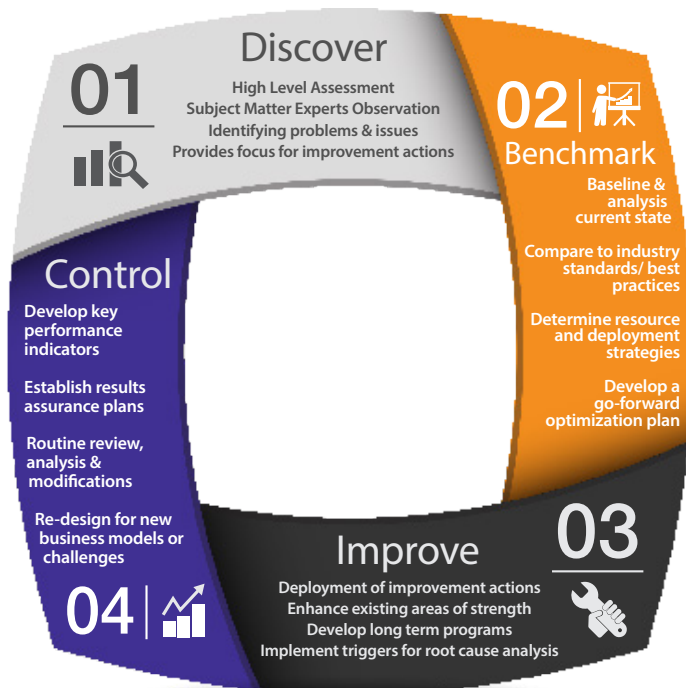 01
Discover
High Level Assessment
Subject Matter Experts Observation
Identifying problems & issues
Provides focus for improvement actions
02
Benchmark
Baseline &
analysis
current state
Compare to industry
standards/ best
practices
Determine resource
and deployment
strategies
Develop a
go-forward
optimization plan
03
Improve
Deployment of improvement actions
Enhance existing areas of strength
Develop long term programs
Implement triggers for root cause analysis
Control
Develop key
performance
indicators
Establish results
assurance plans
Routine review,
analysis &
modifications
Re-design for new
business models or
challenges
04